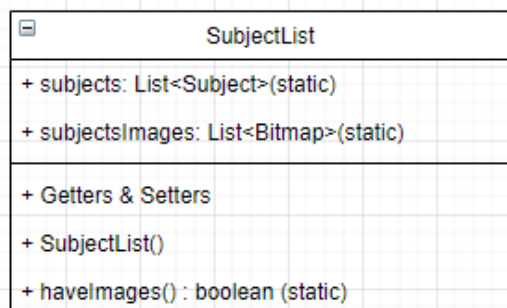 SubjectList
+ subjects: List<Subject>(static)
+ subjectsImages: List<Bitmap>(static)
+ Getters & Setters
+ SubjectList()
+ haveImages() : boolean (static)